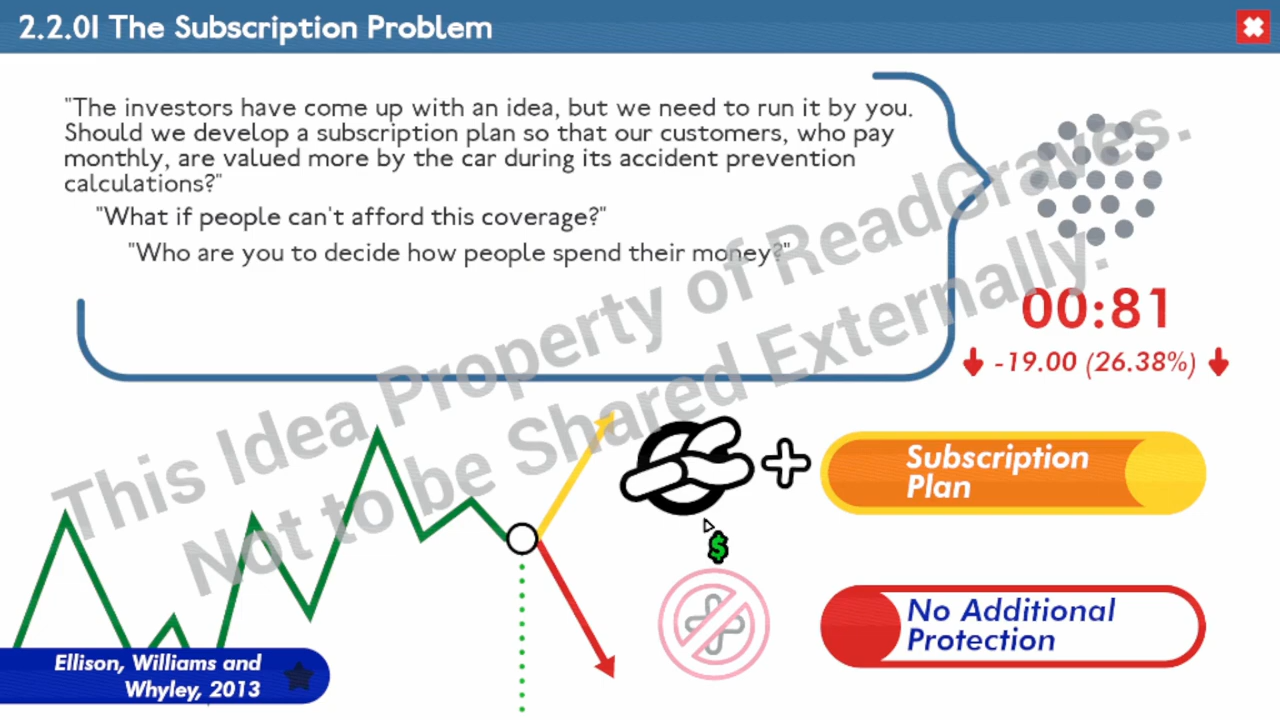 2.2.01 The Subscription Problem
"The investors have come up with an idea, but we need to run it by you.
Should we develop a subscription plan so that our customers, who pay
monthly, are valued more by the car during its accident prevention
calculations?"
"What if people can't afford this coverage?"
"Who are you to decide how people spend their money?"
This Idea Property of ReadGraves.
Not to be Shared Externally.
00:81
-19.00 (26.38%)
Subscription
Plan
$
No Additional
Protection
Ellison, Williams and
Whyley, 2013